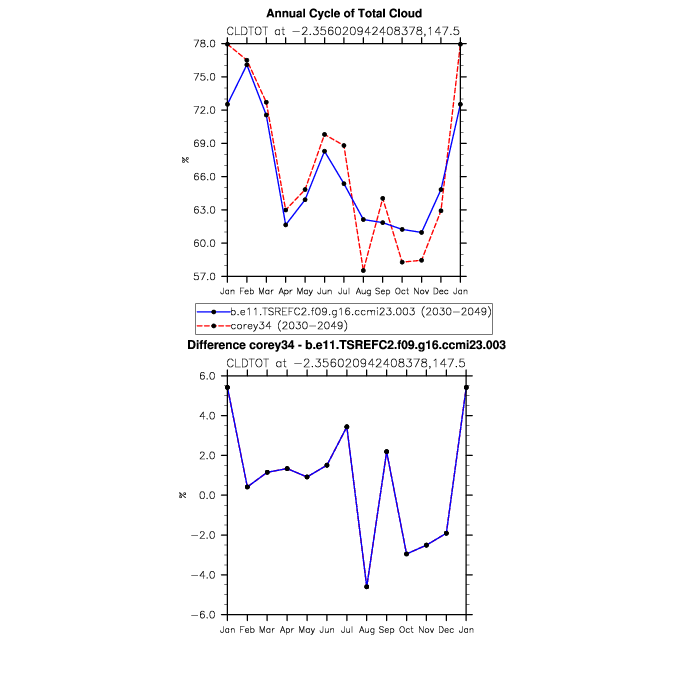 Annual Cycle of Total Cloud
CLDTOT at −2.356020942408378,147.5
78.0
75.0
72.0
69.0
66.0
63.0
60.0
57.0
%
Jan Feb Mar Apr May Jun Jul Aug Sep Oct Nov Dec Jan
b.e11.TSREFC2.f09.g16.ccmi23.003 (2030−2049)
corey34 (2030−2049)
Difference corey34 - b.e11.TSREFC2.f09.g16.ccmi23.003
CLDTOT at −2.356020942408378,147.5
6.0
4.0
2.0
0.0
−2.0
−4.0
−6.0
%
Jan Feb Mar Apr May Jun Jul Aug Sep Oct Nov Dec Jan